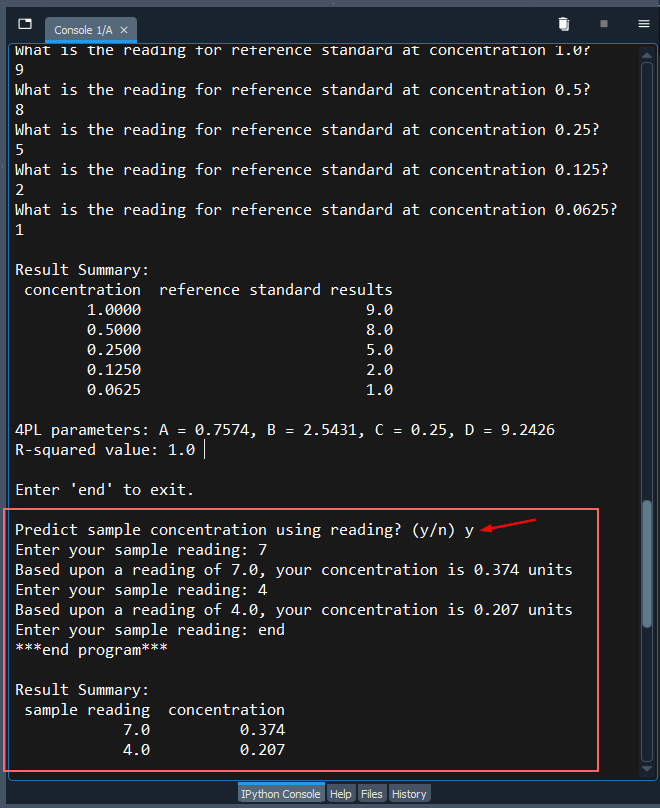 Console 1/A
What is the reading for reference standard at concentration 1.0?
9
What is the reading for reference standard at concentration 0.5?
8
What is the reading for reference standard at concentration 0.25?
5
What is the reading for reference standard at concentration 0.125?
2
What is the reading for reference standard at concentration 0.0625?
1
Result Summary:
concentration reference standard results
1.0000 9.0
0.5000 8.0
0.2500 5.0
0.1250 2.0
0.0625 1.0
4PL parameters: A = 0.7574, B = 2.5431, C = 0.25, D = 9.2426
R-squared value: 1.0
Enter 'end' to exit.
Predict sample concentration using reading? (y/n) y
Enter your sample reading: 7
Based upon a reading of 7.0, your concentration is 0.374 units
Enter your sample reading: 4
Based upon a reading of 4.0, your concentration is 0.207 units
Enter your sample reading: end
***end program***
Result Summary:
sample reading concentration
7.0 0.374
4.0 0.207
IPython Console Help Files History